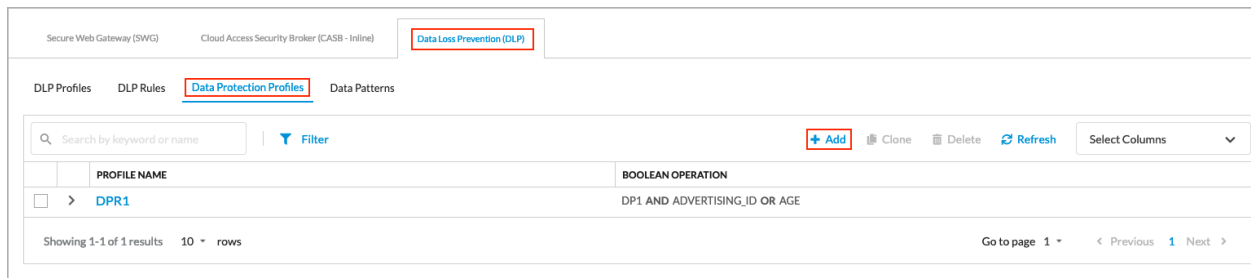 Secure Web Gateway (SWG) Cloud Access Security Broker (CASB - Inline) Data Loss Prevention (DLP)
DLP Profiles DLP Rules Data Protection Profiles Data Patterns
Search by keyword or name Filter + Add Clone Delete Refresh Select Columns
PROFILE NAME BOOLEAN OPERATION
DPR1 DP1 AND ADVERTISING_ID OR AGE
Showing 1-1 of 1 results 10 rows Go to page 1 < Previous 1 Next >